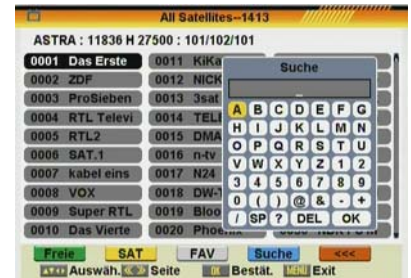 All Satellites--1413
ASTRA : 11836 H 27500 : 101/102/101
0001 Das Erste
0002 ZDF
0003 ProSieben
0004 RTL Televi
0005 RTL2
0006 SAT.1
0007 kabel eins
0008 VOX
0009 Super RTL
0010 Das Vierte
0011 KiKa
0012 NICK
0013 3sat
0014 TELE
0015 DMA
0016 n-tv
0017 N24
0018 DW-T
0019 Bloo
0020 Phoenix
Suche
_
A B C D E F G
H I J K L M N
O P Q R S T U
V W X Y Z 1 2
3 4 5 6 7 8 9
0 ( ) @ & - +
/ SP ? DEL OK
Freie SAT FAV Suche <<<
Auswäh. Seite OK Bestät. MENU Exit